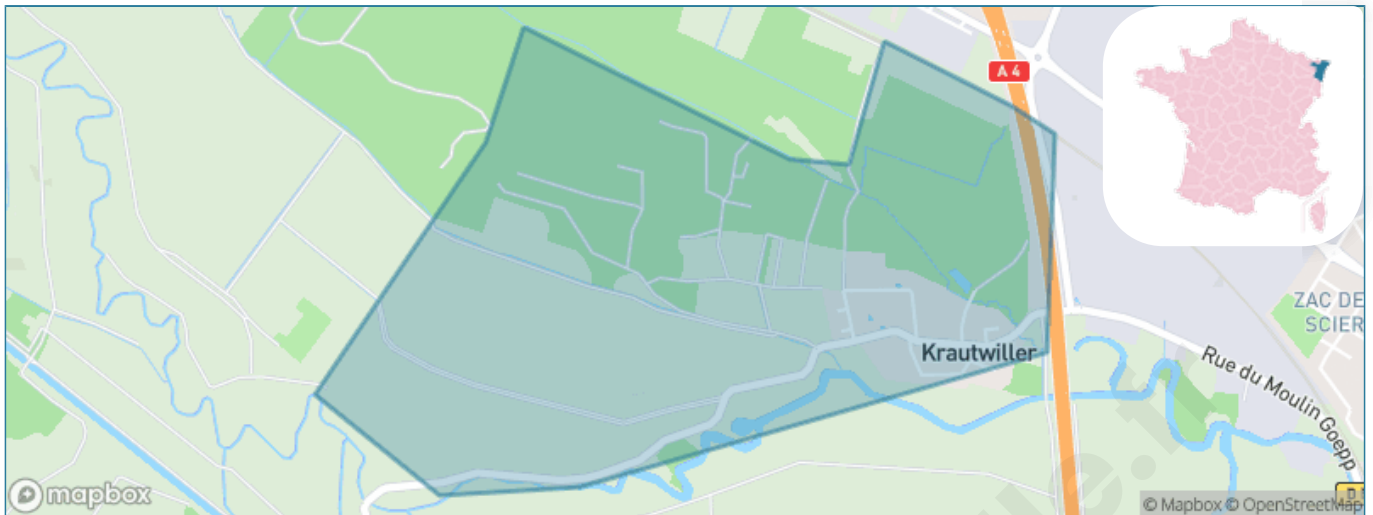 A 4
Krautwiller
ZAC DE
SCIER
Rue du Moulin Goepp
mapbox
© Mapbox © OpenStreetMap